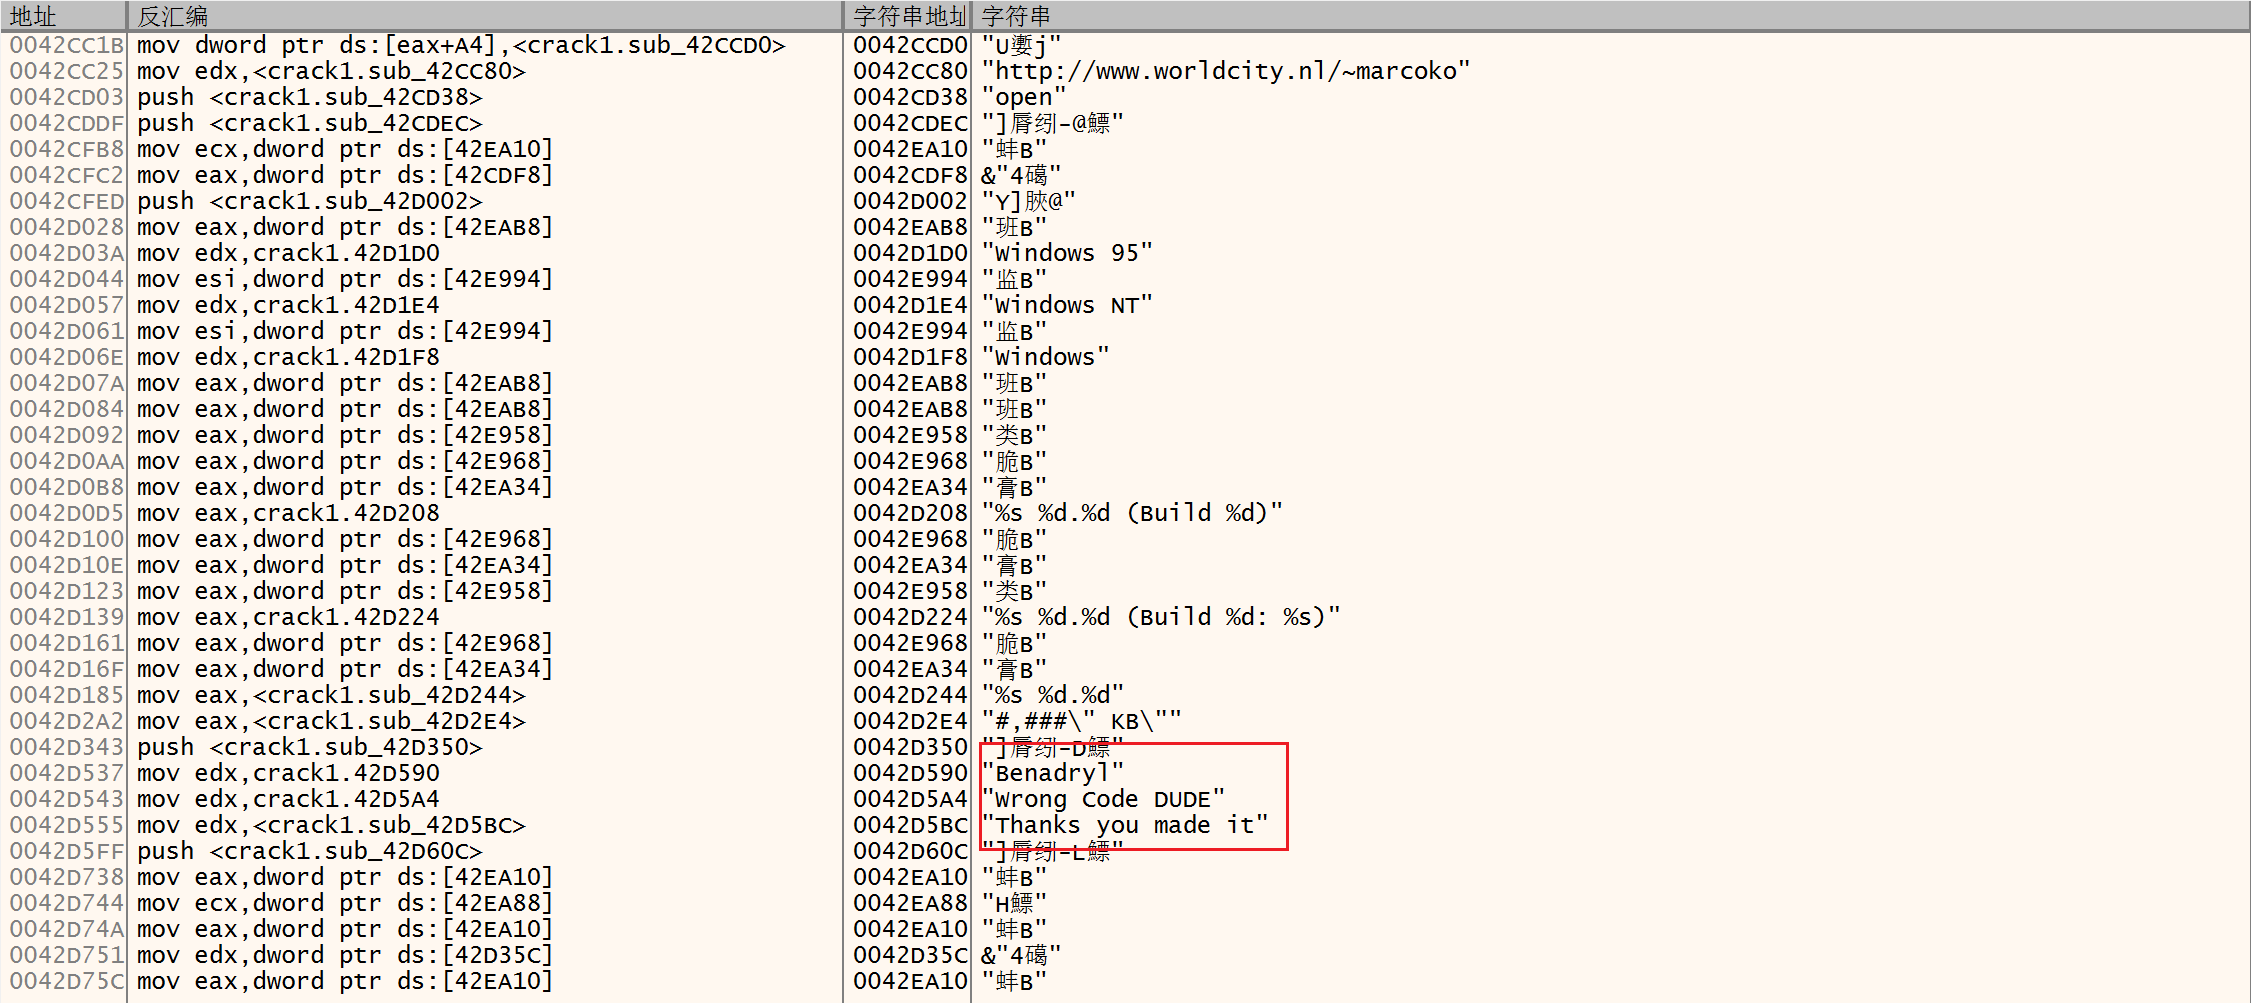 地址 反汇编 字符串地址 字符串
0042CC1B mov dword ptr ds:[eax+A4],<crack1.sub_42CCD0> 0042CCD0 "U瀴j"
0042CC25 mov edx,<crack1.sub_42CC80> 0042CC80 "http://www.worldcity.nl/~marcoko"
0042CD03 push <crack1.sub_42CD38> 0042CD38 "open"
0042CDDF push <crack1.sub_42CDEC> 0042CDEC "]脣纼-@鰾"
0042CFB8 mov ecx,dword ptr ds:[42EA10] 0042EA10 "蚌B"
0042CFC2 mov eax,dword ptr ds:[42CDF8] 0042CDF8 &"4礍"
0042CFED push <crack1.sub_42D002> 0042D002 "Y]脥@"
0042D028 mov eax,dword ptr ds:[42EAB8] 0042EAB8 "班B"
0042D03A mov edx,crack1.42D1D0 0042D1D0 "Windows 95"
0042D044 mov esi,dword ptr ds:[42E994] 0042E994 "监B"
0042D057 mov edx,crack1.42D1E4 0042D1E4 "Windows NT"
0042D061 mov esi,dword ptr ds:[42E994] 0042E994 "监B"
0042D06E mov edx,crack1.42D1F8 0042D1F8 "Windows"
0042D07A mov eax,dword ptr ds:[42EAB8] 0042EAB8 "班B"
0042D084 mov eax,dword ptr ds:[42EAB8] 0042EAB8 "班B"
0042D092 mov eax,dword ptr ds:[42E958] 0042E958 "类B"
0042D0AA mov eax,dword ptr ds:[42E968] 0042E968 "脆B"
0042D0B8 mov eax,dword ptr ds:[42EA34] 0042EA34 "膏B"
0042D0D5 mov eax,crack1.42D208 0042D208 "%s %d.%d (Build %d)"
0042D100 mov eax,dword ptr ds:[42E968] 0042E968 "脆B"
0042D10E mov eax,dword ptr ds:[42EA34] 0042EA34 "膏B"
0042D123 mov eax,dword ptr ds:[42E958] 0042E958 "类B"
0042D139 mov eax,crack1.42D224 0042D224 "%s %d.%d (Build %d: %s)"
0042D161 mov eax,dword ptr ds:[42E968] 0042E968 "脆B"
0042D16F mov eax,dword ptr ds:[42EA34] 0042EA34 "膏B"
0042D185 mov eax,<crack1.sub_42D244> 0042D244 "%s %d.%d"
0042D2A2 mov eax,<crack1.sub_42D2E4> 0042D2E4 "#,###\" KB\""
0042D343 push <crack1.sub_42D350> 0042D350 "]脣纼-D鰾"
0042D537 mov edx,crack1.42D590 0042D590 "Benadryl"
0042D543 mov edx,crack1.42D5A4 0042D5A4 "Wrong Code DUDE"
0042D555 mov edx,<crack1.sub_42D5BC> 0042D5BC "Thanks you made it"
0042D5FF push <crack1.sub_42D60C> 0042D60C "]脣纼-L鰾"
0042D738 mov eax,dword ptr ds:[42EA10] 0042EA10 "蚌B"
0042D744 mov ecx,dword ptr ds:[42EA88] 0042EA88 "H鰾"
0042D74A mov eax,dword ptr ds:[42EA10] 0042EA10 "蚌B"
0042D751 mov edx,dword ptr ds:[42D35C] 0042D35C &"4礍"
0042D75C mov eax,dword ptr ds:[42EA10] 0042EA10 "蚌B"